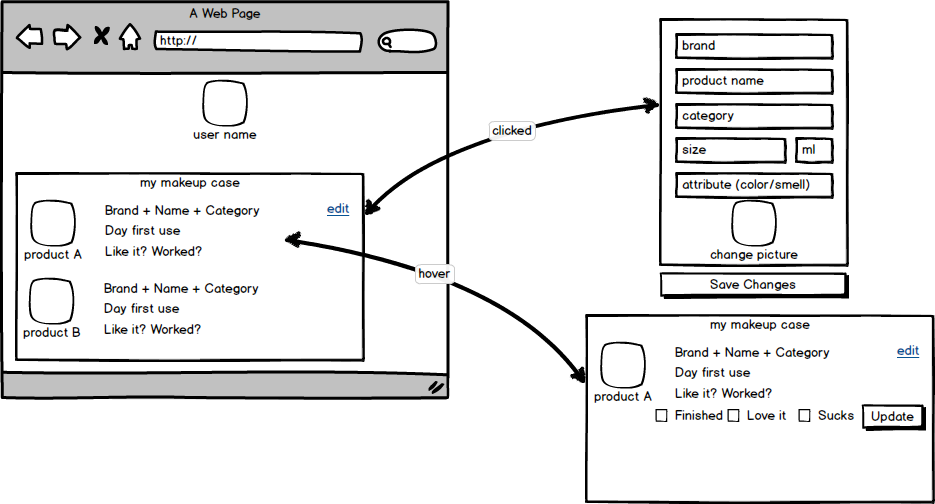 A Web Page
http://
user name
my makeup case
Brand + Name + Category
edit
Day first use
Like it? Worked?
product A
Brand + Name + Category
Day first use
Like it? Worked?
product B
clicked
hover
brand
product name
category
size ml
attribute (color/smell)
change picture
Save Changes
my makeup case
Brand + Name + Category
edit
Day first use
Like it? Worked?
product A
Finished Love it Sucks Update